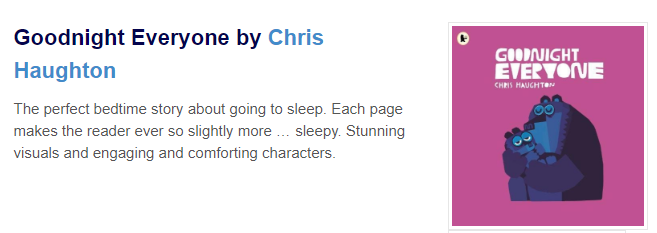 Goodnight Everyone by Chris
Haughton
The perfect bedtime story about going to sleep. Each page
makes the reader ever so slightly more … sleepy. Stunning
visuals and engaging and comforting characters.
GOODNIGHT
EVERYONE
CHRIS HAUGHTON